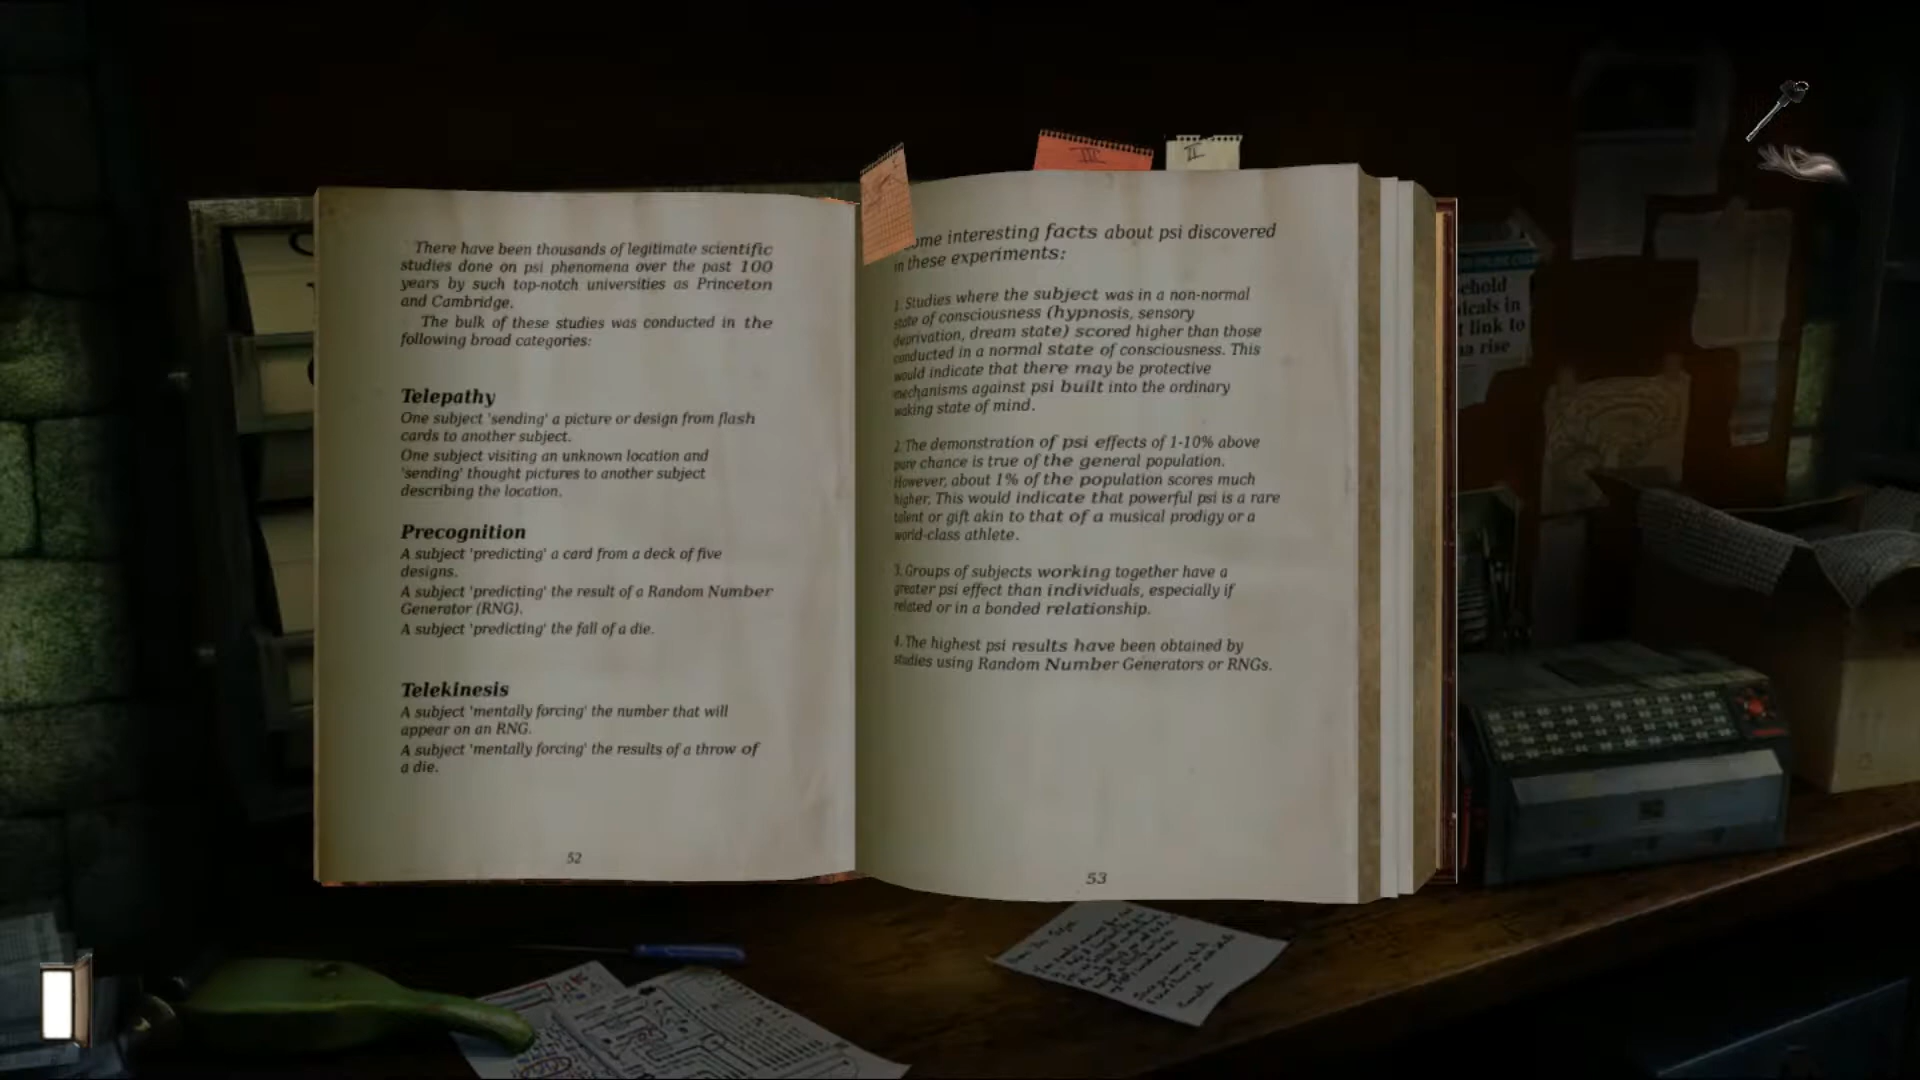 There have been thousands of legitimate scientific
studies done on psi phenomena over the past 100
years by such top-notch universities as Princeton
and Cambridge.
The bulk of these studies was conducted in the
following broad categories:
Telepathy
One subject 'sending' a picture or design from flash
cards to another subject.
One subject visiting an unknown location and
'sending' thought pictures to another subject
describing the location.
Precognition
A subject 'predicting' a card from a deck of five
designs.
A subject 'predicting' the result of a Random Number
Generator (RNG).
A subject 'predicting' the fall of a die.
Telekinesis
A subject 'mentally forcing' the number that will
appear on an RNG.
A subject 'mentally forcing' the results of a throw of
a die.
52
III
II
ome interesting facts about psi discovered
in these experiments:
1. Studies where the subject was in a non-normal
state of consciousness (hypnosis, sensory
deprivation, dream state) scored higher than those
conducted in a normal state of consciousness. This
would indicate that there may be protective
mechanisms against psi built into the ordinary
waking state of mind.
2. The demonstration of psi effects of 1-10% above
pure chance is true of the general population.
However, about 1% of the population scores much
higher. This would indicate that powerful psi is a rare
talent or gift akin to that of a musical prodigy or a
world-class athlete.
3. Groups of subjects working together have a
greater psi effect than individuals, especially if
related or in a bonded relationship.
4. The highest psi results have been obtained by
studies using Random Number Generators or RNGs.
53
ehold
icals in
t link to
na rise